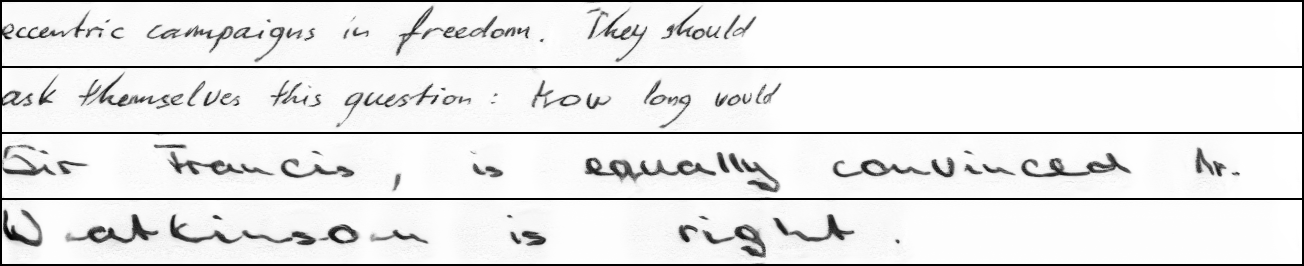 eccentric campaigns in freedom. They should
ask themselves this question : How long would
Sir Francis, is equally convinced Dr.
Watkinson is right.